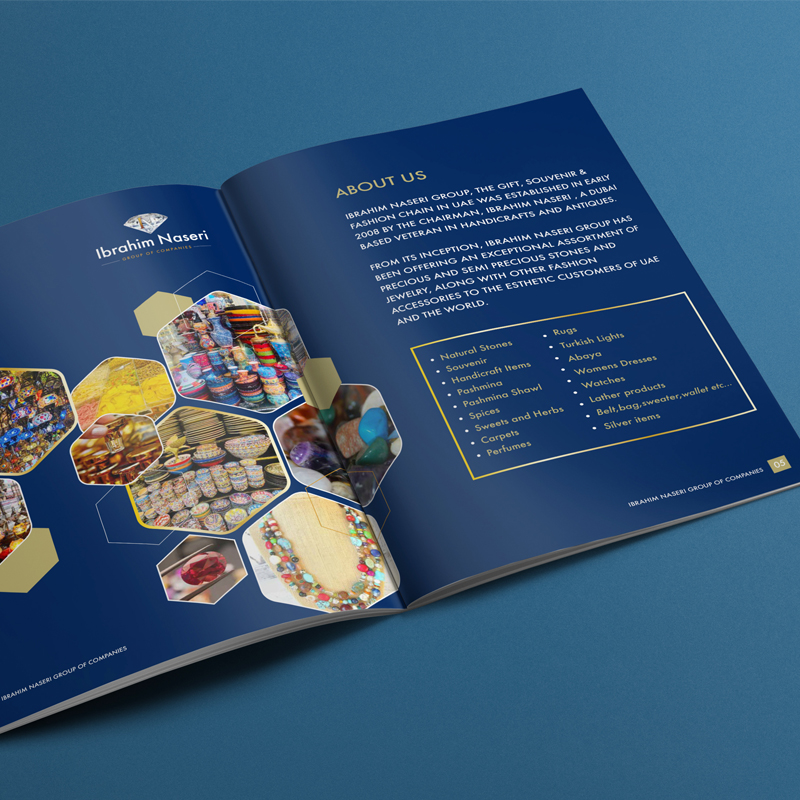 Ibrahim Naseri
GROUP OF COMPANIES
IBRAHIM NASERI GROUP OF COMPANIES
ABOUT US
IBRAHIM NASERI GROUP, THE GIFT, SOUVENIR &
FASHION CHAIN IN UAE WAS ESTABLISHED IN EARLY
2008 BY THE CHAIRMAN, IBRAHIM NASERI , A DUBAI
BASED VETERAN IN HANDICRAFTS AND ANTIQUES.
FROM ITS INCEPTION, IBRAHIM NASERI GROUP HAS
BEEN OFFERING AN EXCEPTIONAL ASSORTMENT OF
PRECIOUS AND SEMI PRECIOUS STONES AND
JEWELRY, ALONG WITH OTHER FASHION
ACCESSORIES TO THE ESTHETIC CUSTOMERS OF UAE
AND THE WORLD.
• Natural Stones
• Souvenir
• Handicraft Items
• Pashmina
• Pashmina Shawl
• Spices
• Sweets and Herbs
• Carpets
• Perfumes
• Rugs
• Turkish Lights
• Abaya
• Womens Dresses
• Watches
• Lather products
• Belt,bag,sweater,wallet etc...
• Silver items
IBRAHIM NASERI GROUP OF COMPANIES
05